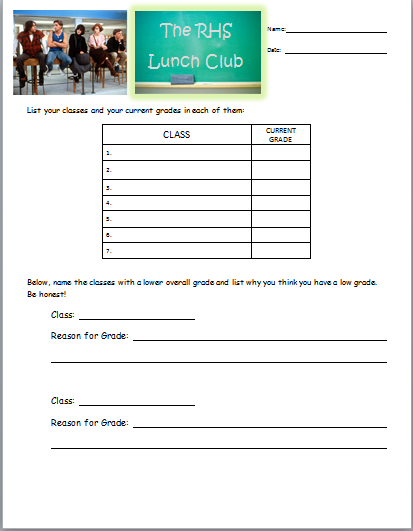 The RHS
Lunch Club
Name:
Date:
List your classes and your current grades in each of them:
CLASS
CURRENT
GRADE
1.
2.
3.
4.
5.
6.
7.
Below, name the classes with a lower overall grade and list why you think you have a low grade.
Be honest!
Class:
Reason for Grade:
Class:
Reason for Grade: